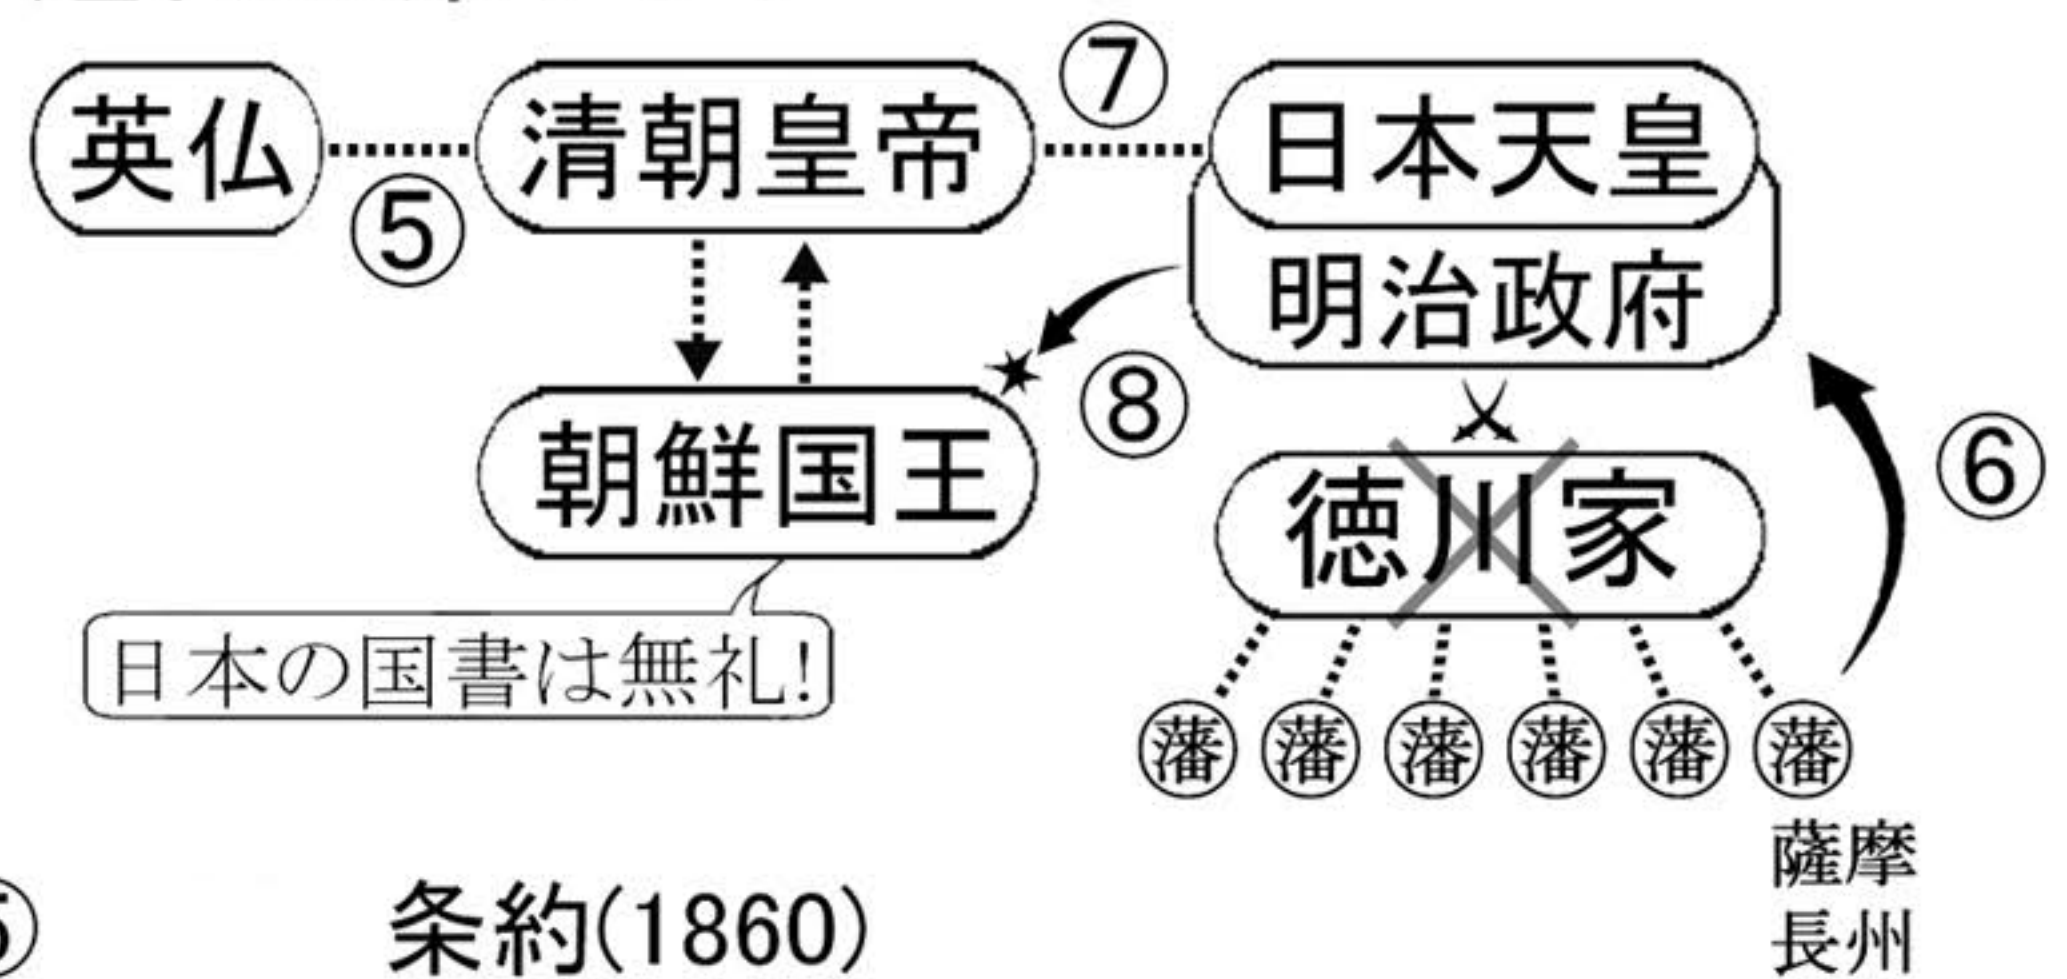 英仏
⑤
清朝皇帝
⑦
日本天皇
明治政府
⑧
朝鮮国王
日本の国書は無礼!
徳川家
⑥
藩 藩 藩 藩 藩 藩
薩摩
長州
⑤ 条約(1860)